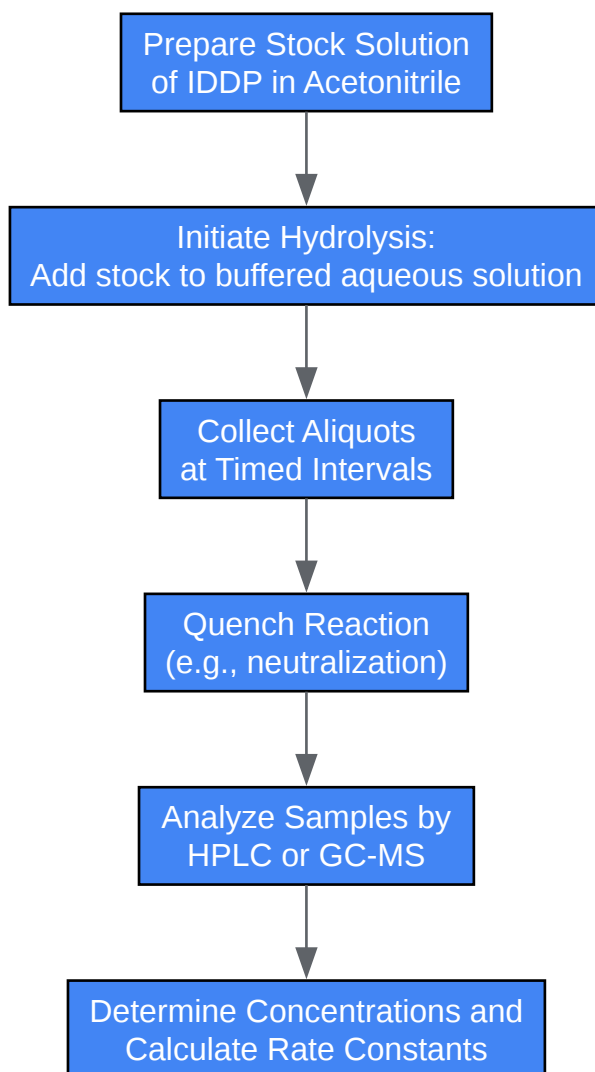 Prepare Stock Solution
of IDDP in Acetonitrile
Initiate Hydrolysis:
Add stock to buffered aqueous solution
Collect Aliquots
at Timed Intervals
Quench Reaction
(e.g., neutralization)
Analyze Samples by
HPLC or GC-MS
Determine Concentrations and
Calculate Rate Constants